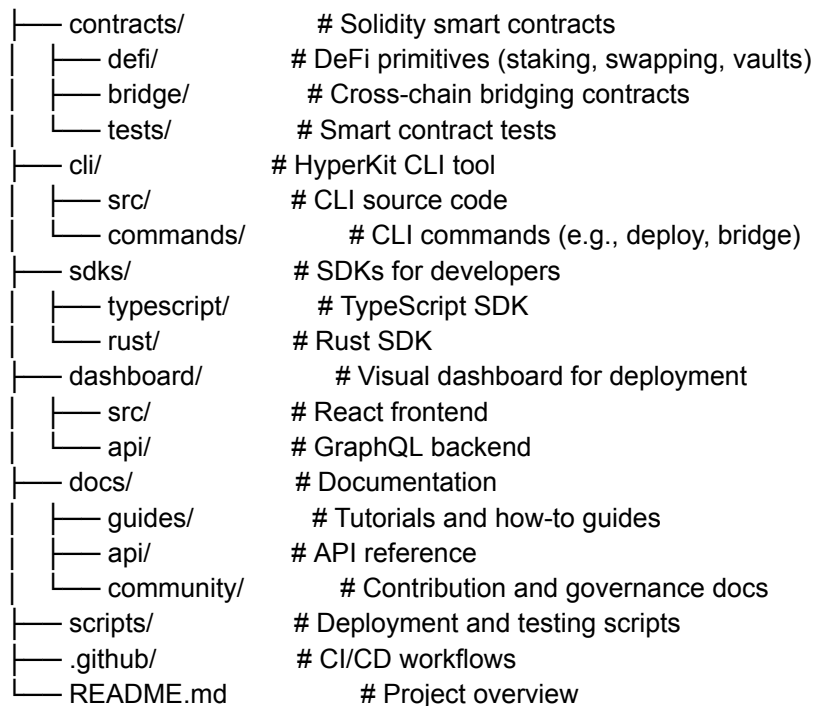 ├── contracts/ # Solidity smart contracts
│ ├── defi/ # DeFi primitives (staking, swapping, vaults)
│ ├── bridge/ # Cross-chain bridging contracts
│ └── tests/ # Smart contract tests
├── cli/ # HyperKit CLI tool
│ ├── src/ # CLI source code
│ └── commands/ # CLI commands (e.g., deploy, bridge)
├── sdks/ # SDKs for developers
│ ├── typescript/ # TypeScript SDK
│ └── rust/ # Rust SDK
├── dashboard/ # Visual dashboard for deployment
│ ├── src/ # React frontend
│ └── api/ # GraphQL backend
├── docs/ # Documentation
│ ├── guides/ # Tutorials and how-to guides
│ ├── api/ # API reference
│ └── community/ # Contribution and governance docs
├── scripts/ # Deployment and testing scripts
├── .github/ # CI/CD workflows
└── README.md # Project overview